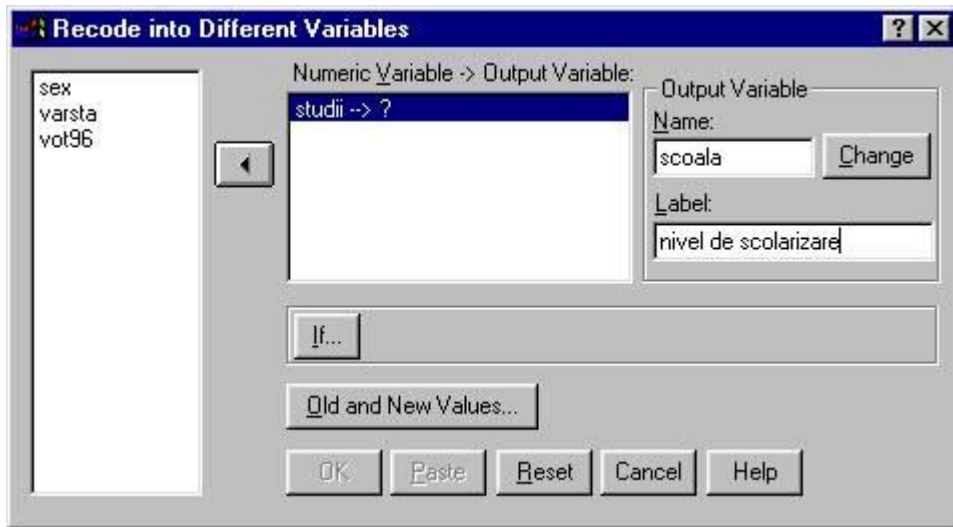 Recode into Different Variables
sex
varsta
vot96
Numeric Variable -> Output Variable:
studii --> ?
Output Variable
Name:
scoala
Change
Label:
nivel de scolarizare
If...
Old and New Values...
OK
Paste
Reset
Cancel
Help